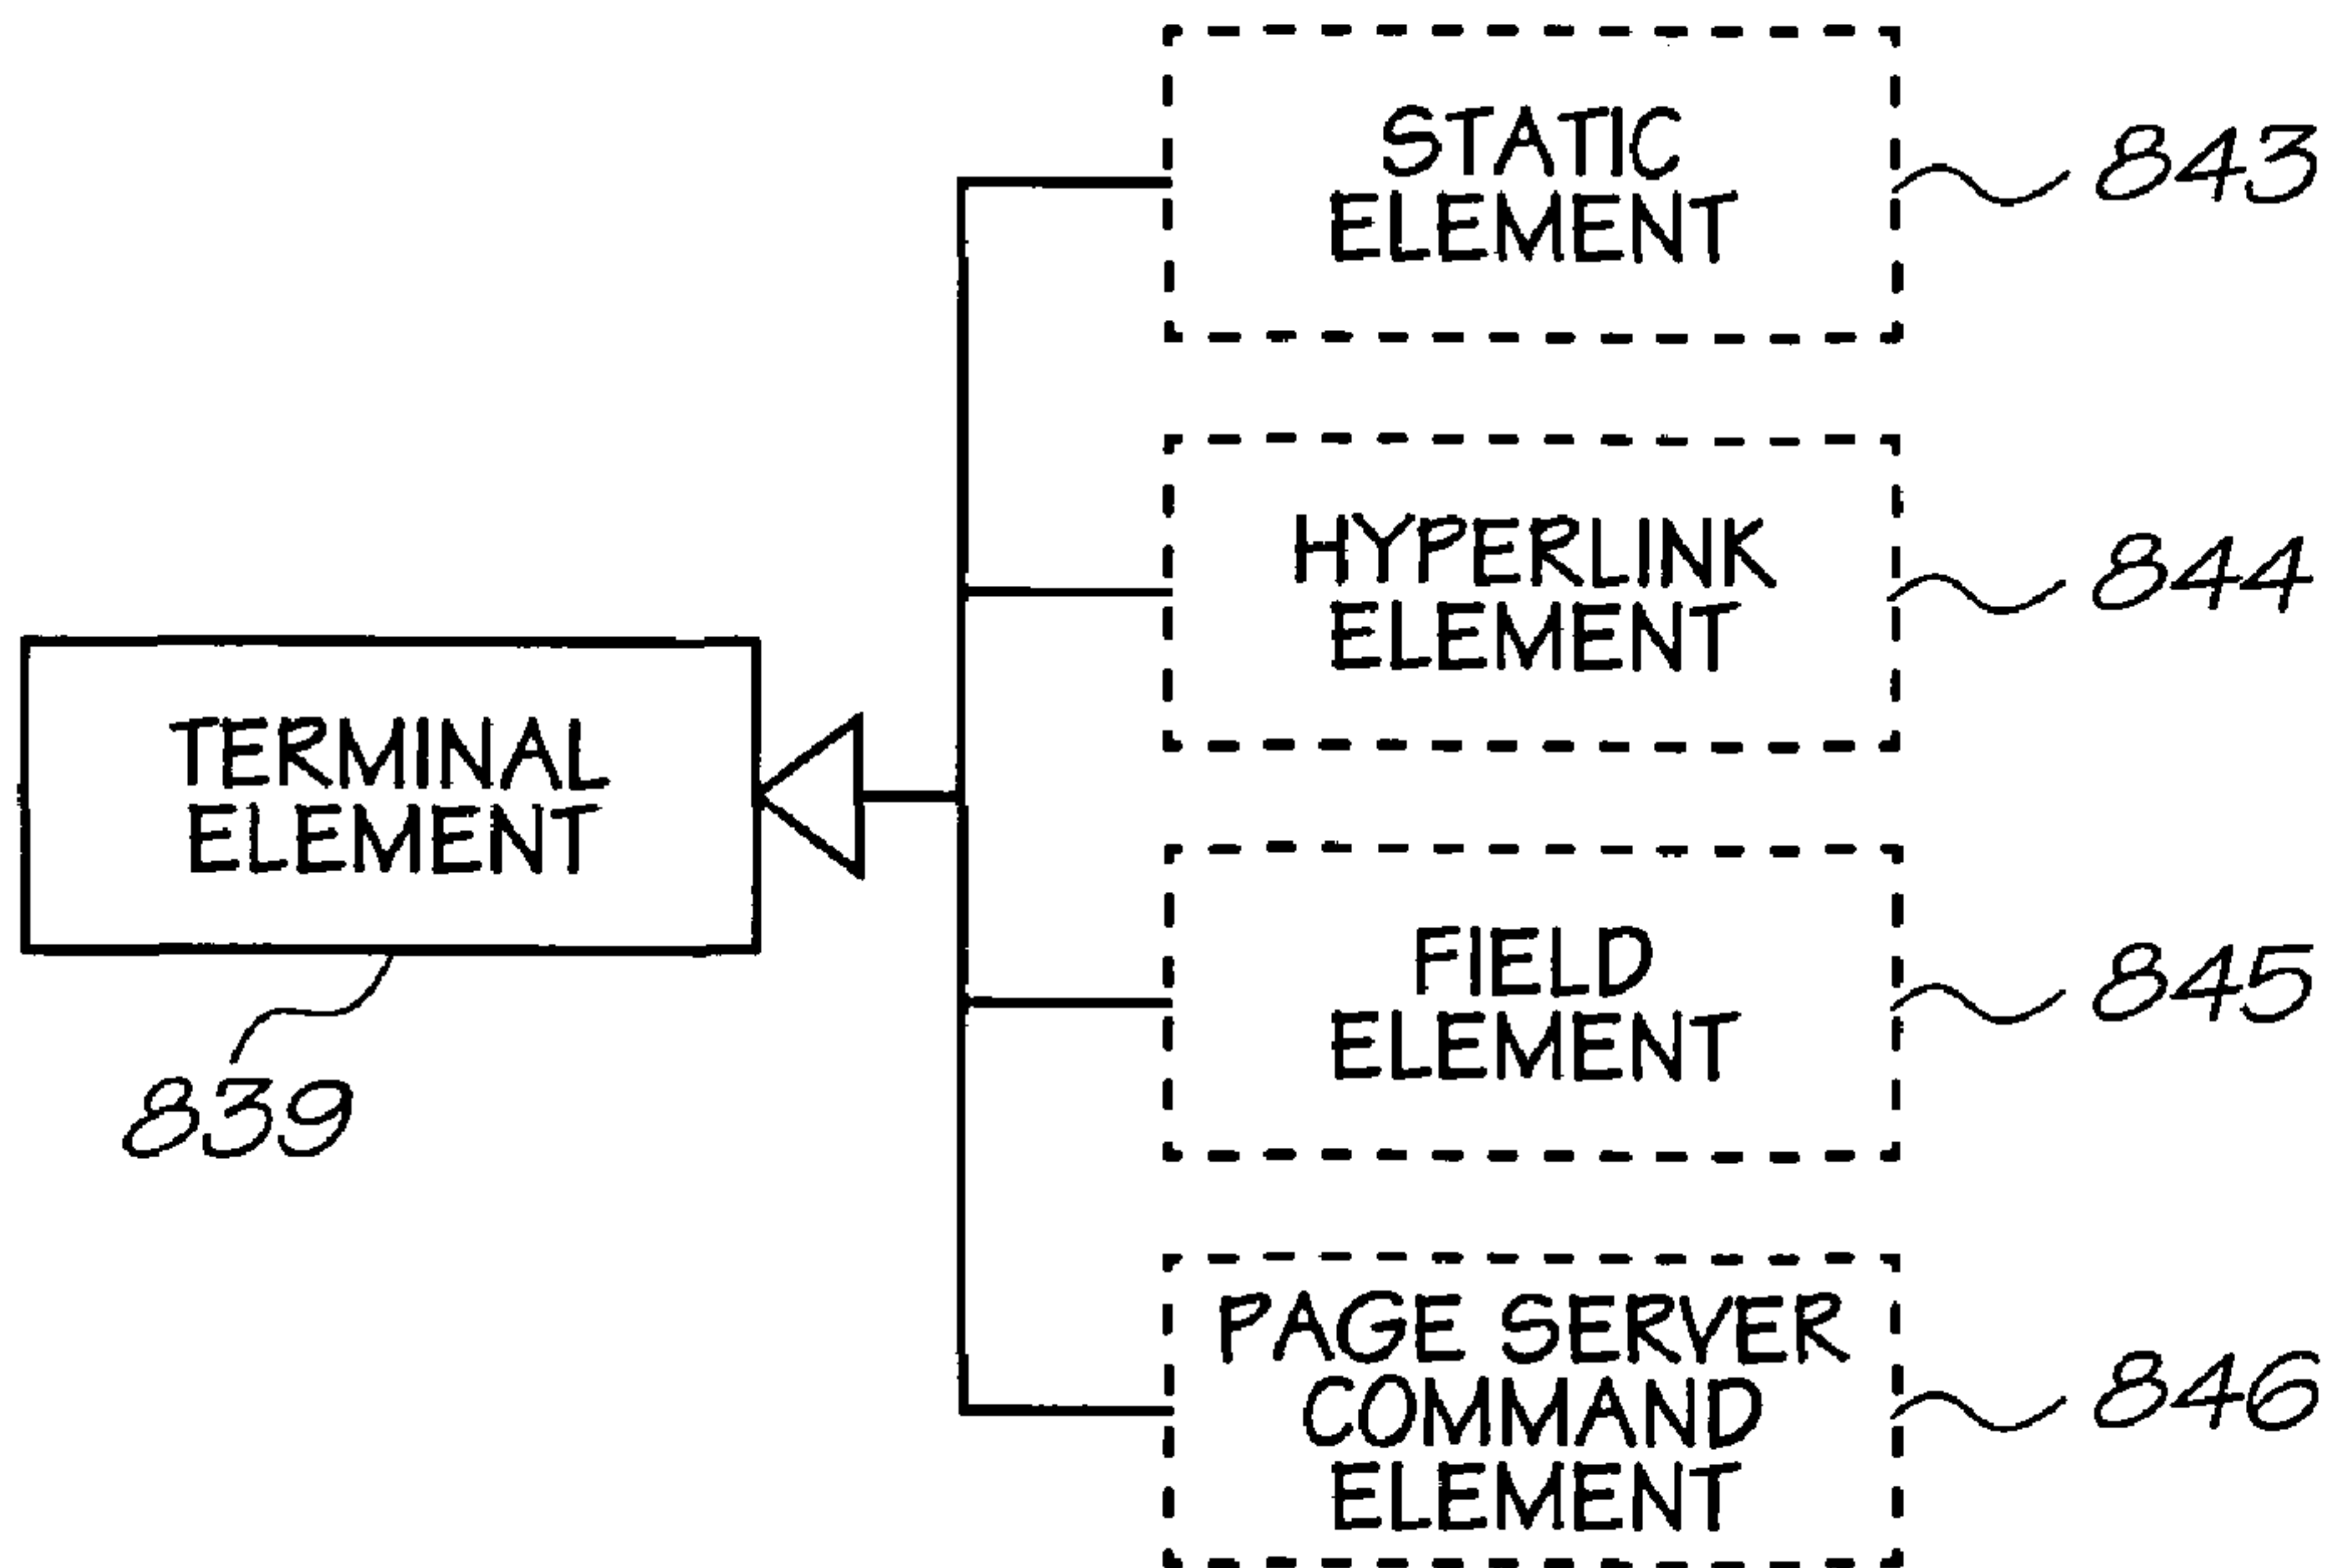 STATIC
ELEMENT
843
HYPERLINK
ELEMENT
844
TERMINAL
ELEMENT
839
FIELD
ELEMENT
845
PAGE SERVER
COMMAND
ELEMENT
846